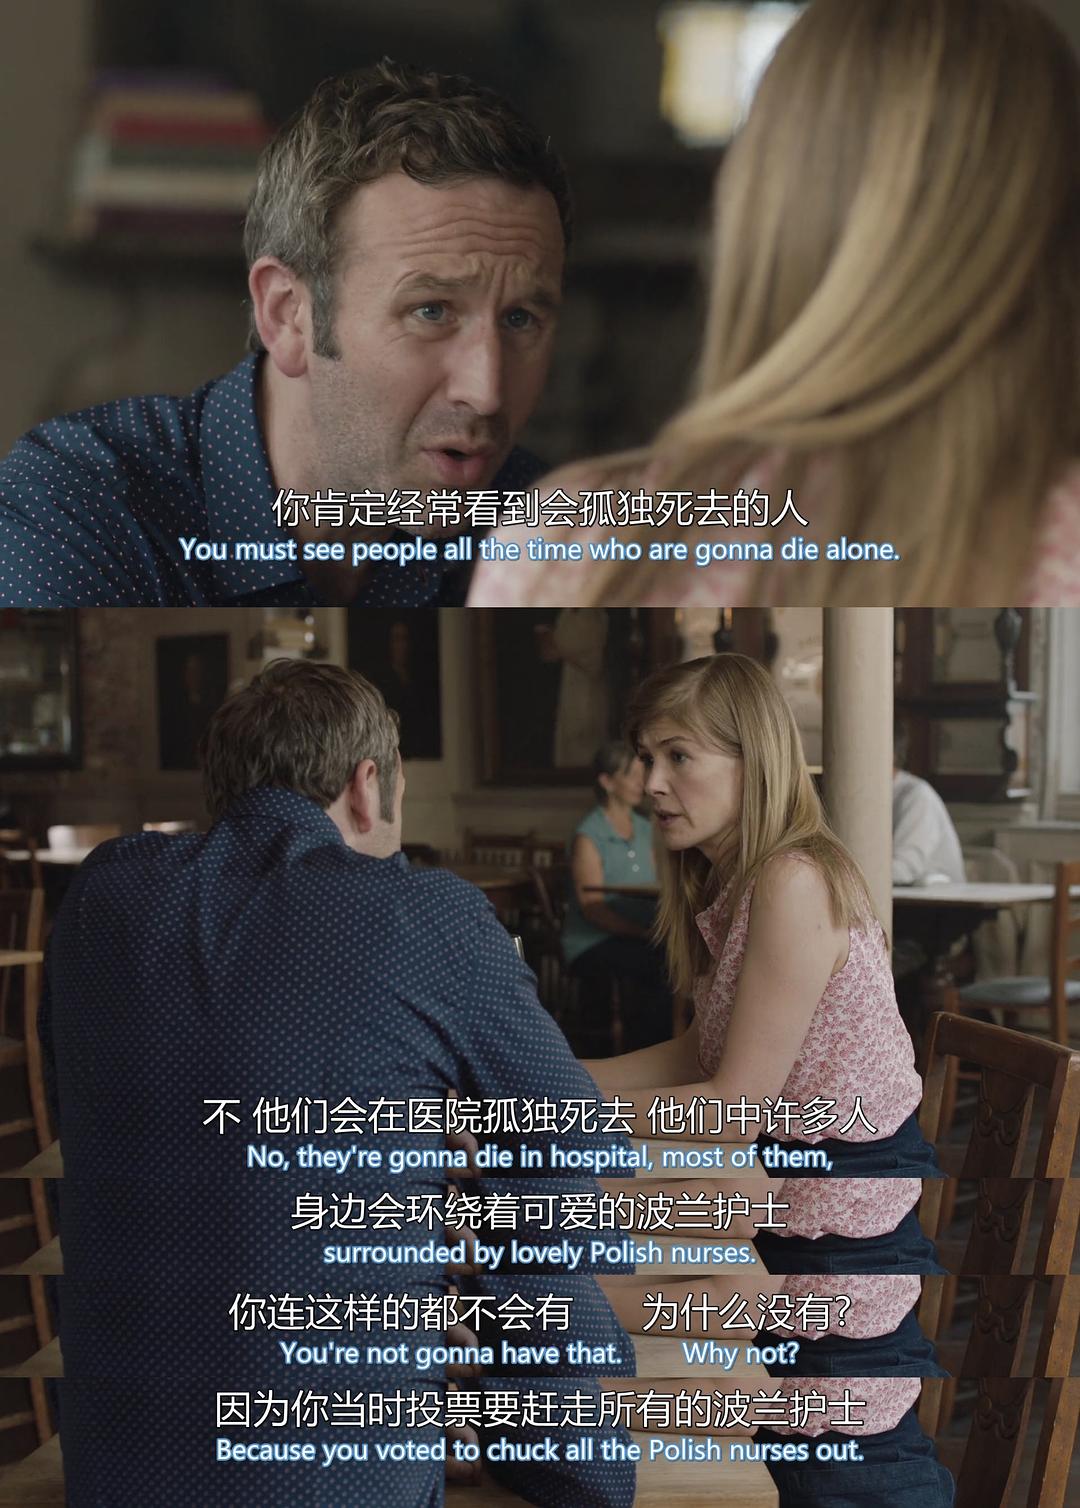 你肯定经常看到会孤独死去的人
You must see people all the time who are gonna die alone.
不 他们会在医院孤独死去 他们中许多人
No, they're gonna die in hospital, most of them,
身边会环绕着可爱的波兰护士
surrounded by lovely Polish nurses.
你连这样的都不会有 为什么没有?
You're not gonna have that. Why not?
因为你当时投票要赶走所有的波兰护士
Because you voted to chuck all the Polish nurses out.